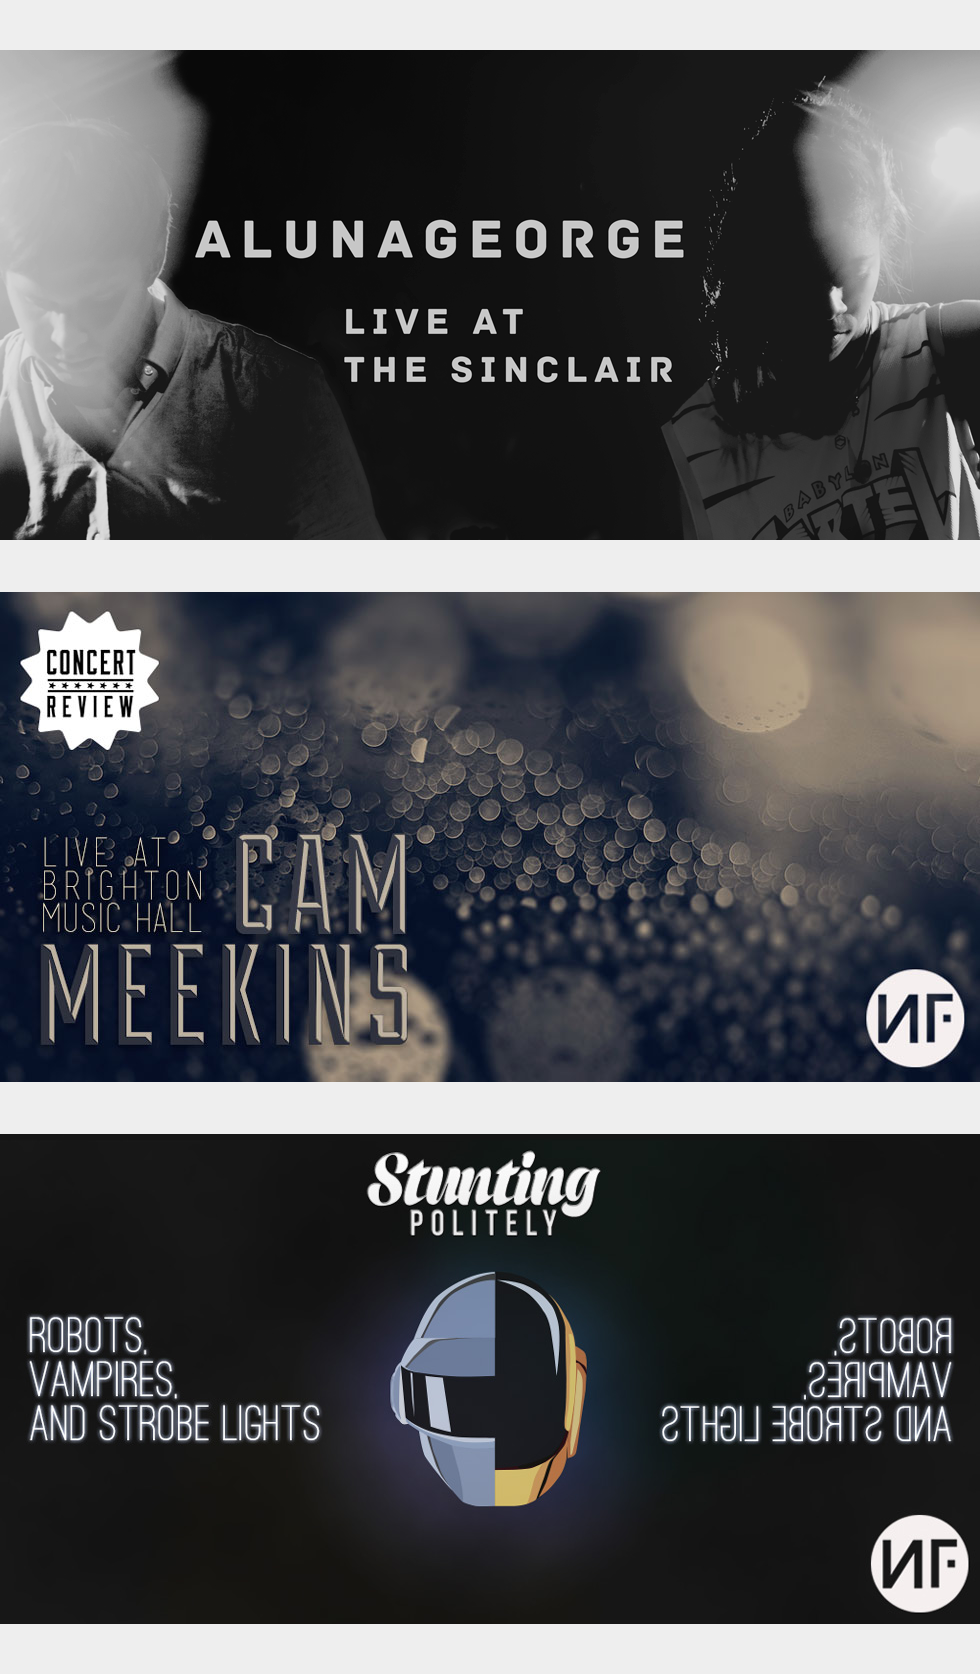 ALUNAGEORGE
LIVE AT
THE SINCLAIR
BABYLON
CARTEL
CONCERT
REVIEW
LIVE AT
BRIGHTON
MUSIC HALL
CAM
MEEKINS
NF
Stunting
POLITELY
ROBOTS,
VAMPIRES,
AND STROBE LIGHTS
ROBOTS,
VAMPIRES,
AND STROBE LIGHTS
NF